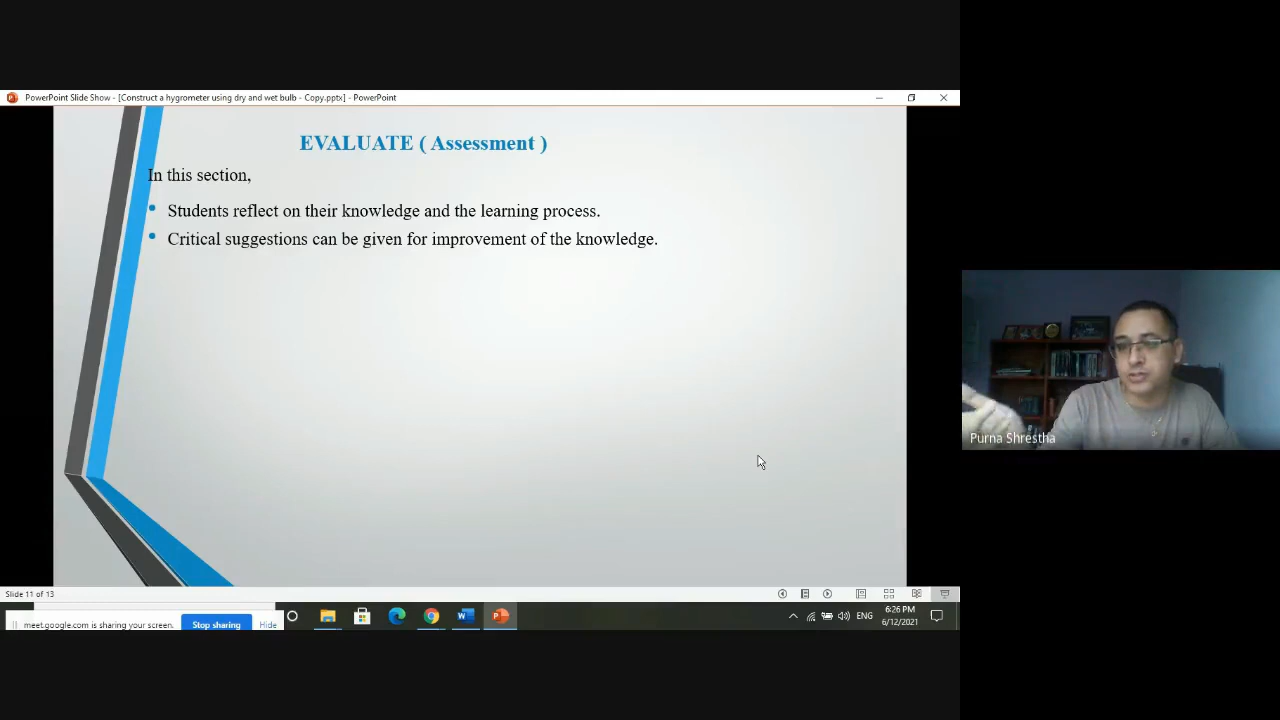 PowerPoint Slide Show - [Construct a hygrometer using dry and wet bulb - Copy.pptx] - PowerPoint
EVALUATE ( Assessment )
In this section,
Students reflect on their knowledge and the learning process.
Critical suggestions can be given for improvement of the knowledge.
Purna Shrestha
Slide 11 of 13
meet.google.com is sharing your screen.
Stop sharing
Hide
ENG
6:26 PM
6/12/2021